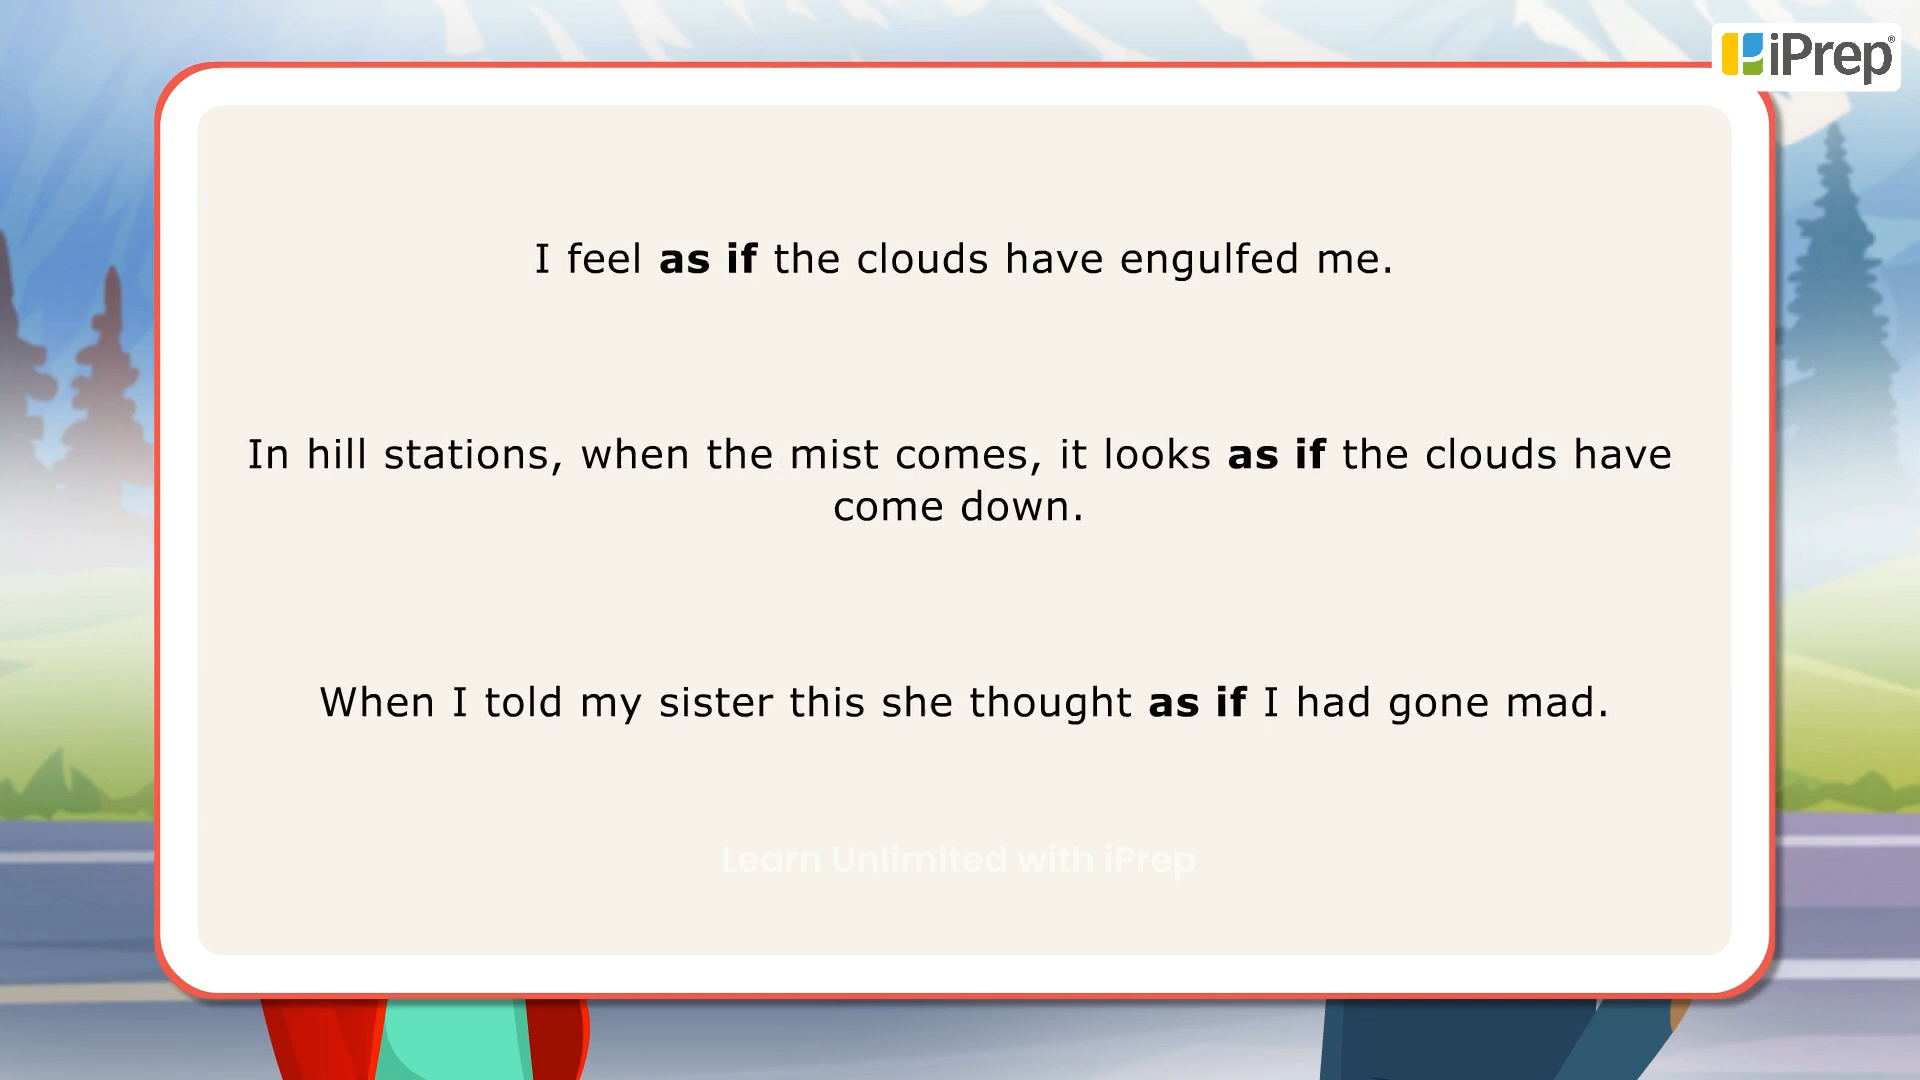 iPrep®
I feel as if the clouds have engulfed me.
In hill stations, when the mist comes, it looks as if the clouds have
come down.
When I told my sister this she thought as if I had gone mad.
Learn Unlimited with iPrep